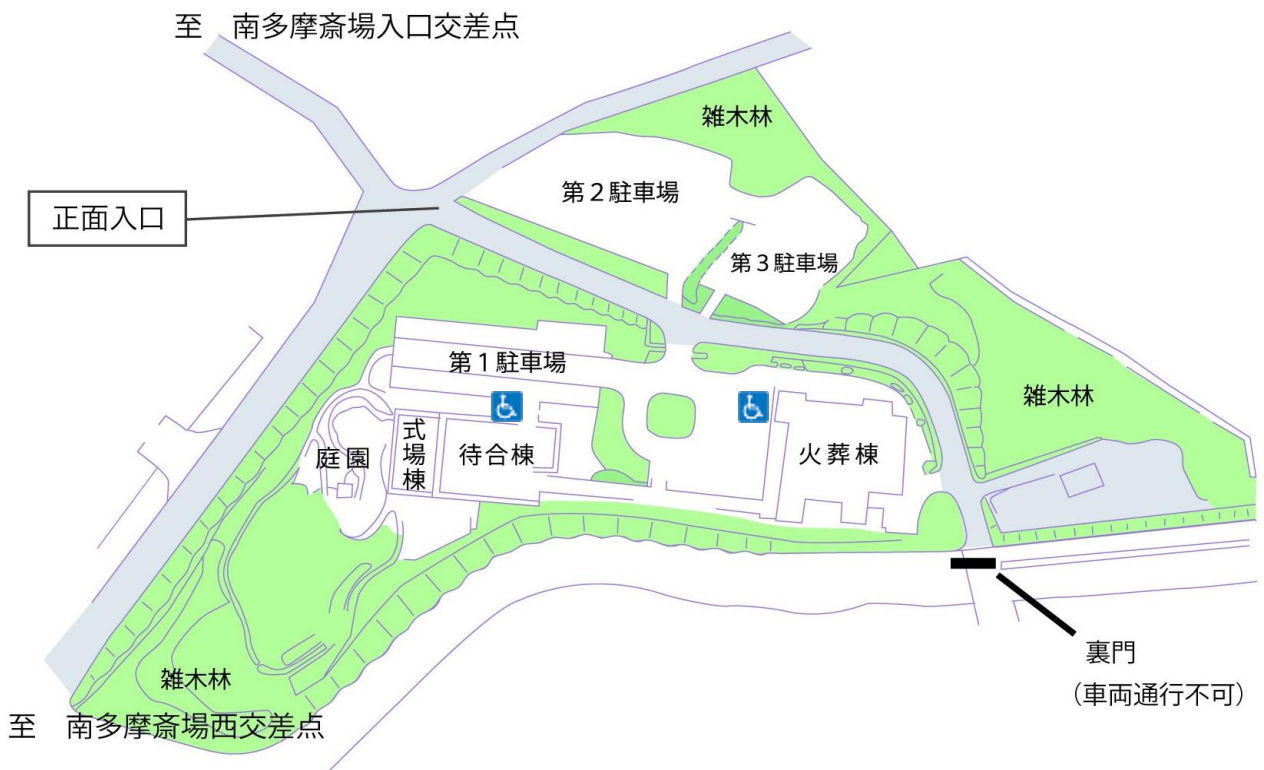 至　南多摩斎場入口交差点
雑木林
第２駐車場
正面入口
第３駐車場
第１駐車場
雑木林
式場棟
待合棟
火葬棟
庭園
裏門
（車両通行不可）
雑木林
至　南多摩斎場西交差点